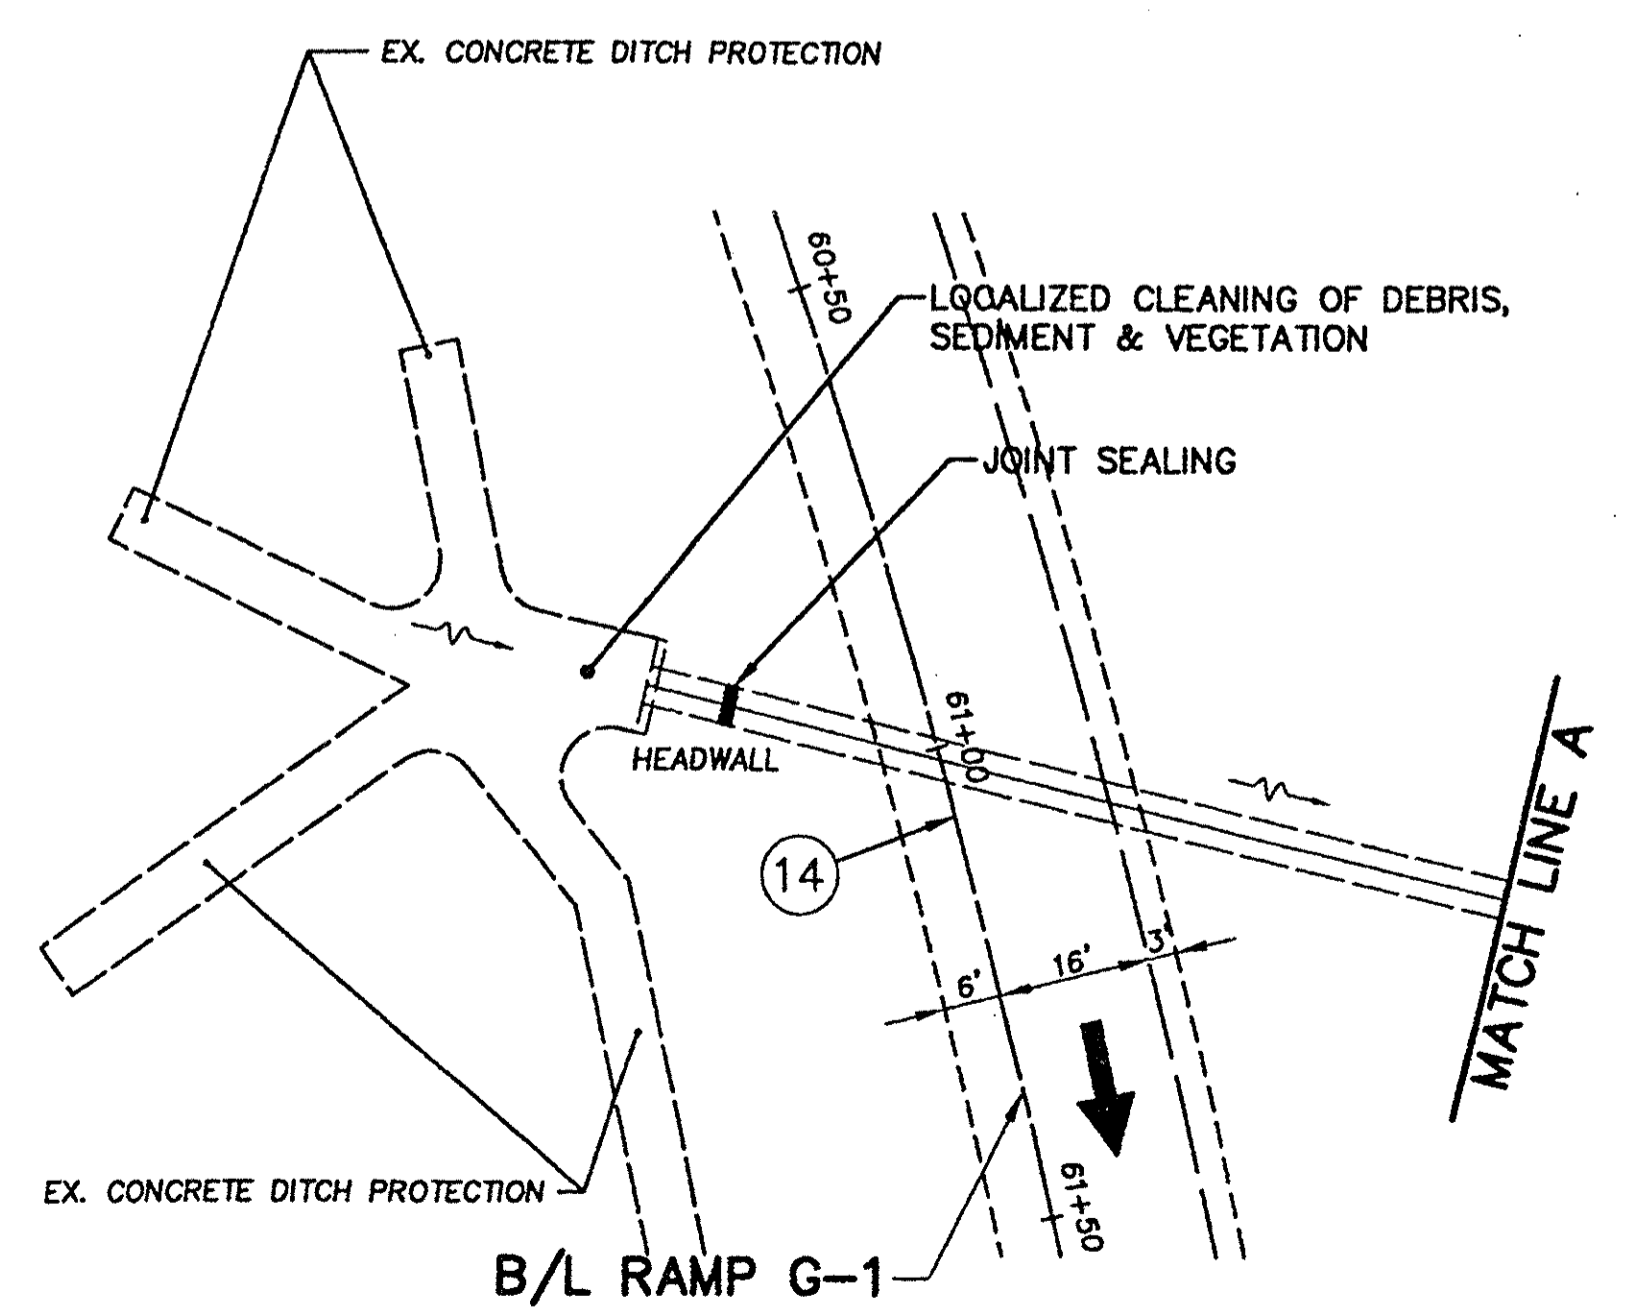 EX. CONCRETE DITCH PROTECTION
60+50
LOCALIZED CLEANING OF DEBRIS,
SEDIMENT & VEGETATION
JOINT SEALING
61+00
HEADWALL
MATCH LINE A
14
6'
16'
3'
EX. CONCRETE DITCH PROTECTION
61+50
B/L RAMP G-1